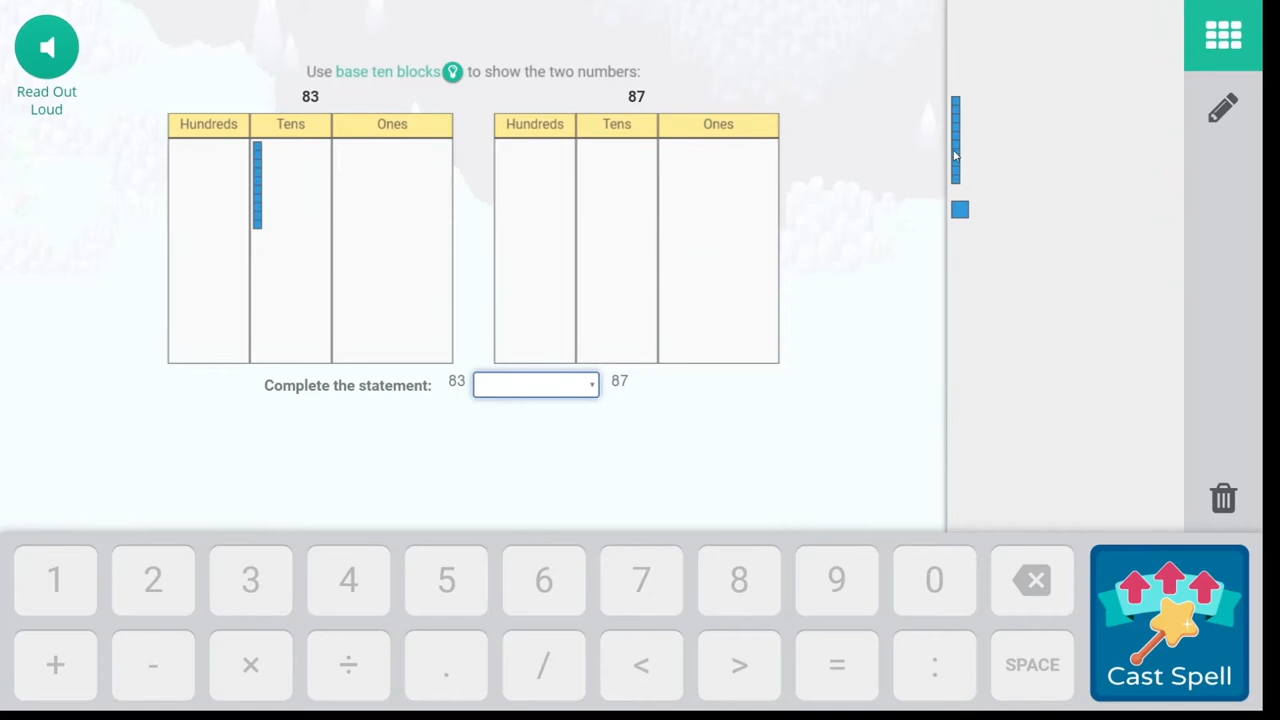 Read Out
Loud
Use base ten blocks to show the two numbers:
83
87
Hundreds Tens Ones
Hundreds Tens Ones
Complete the statement: 83 87
1 2 3 4 5 6 7 8 9 0
+ - × ÷ . / < > = : SPACE
Cast Spell